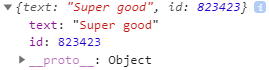 {text: "Super good", id: 823423}
text: "Super good"
id: 823423
__proto__: Object